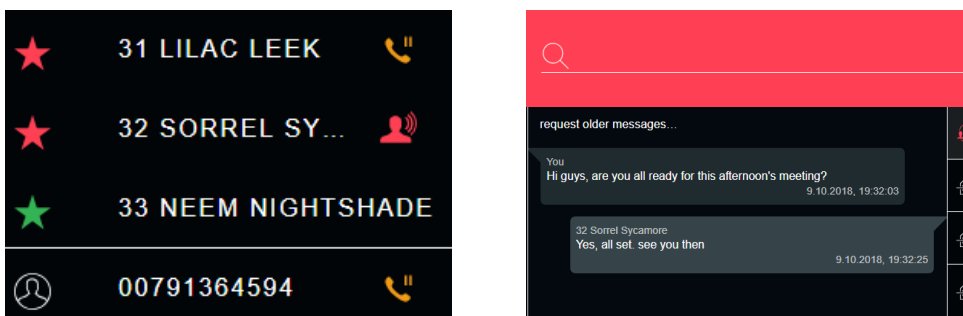 31 LILAC LEEK
32 SORREL SY...
33 NEEM NIGHTSHADE
00791364594
request older messages...
You
Hi guys, are you all ready for this afternoon's meeting?
9.10.2018, 19:32:03
32 Sorrel Sycamore
Yes, all set. see you then
9.10.2018, 19:32:25